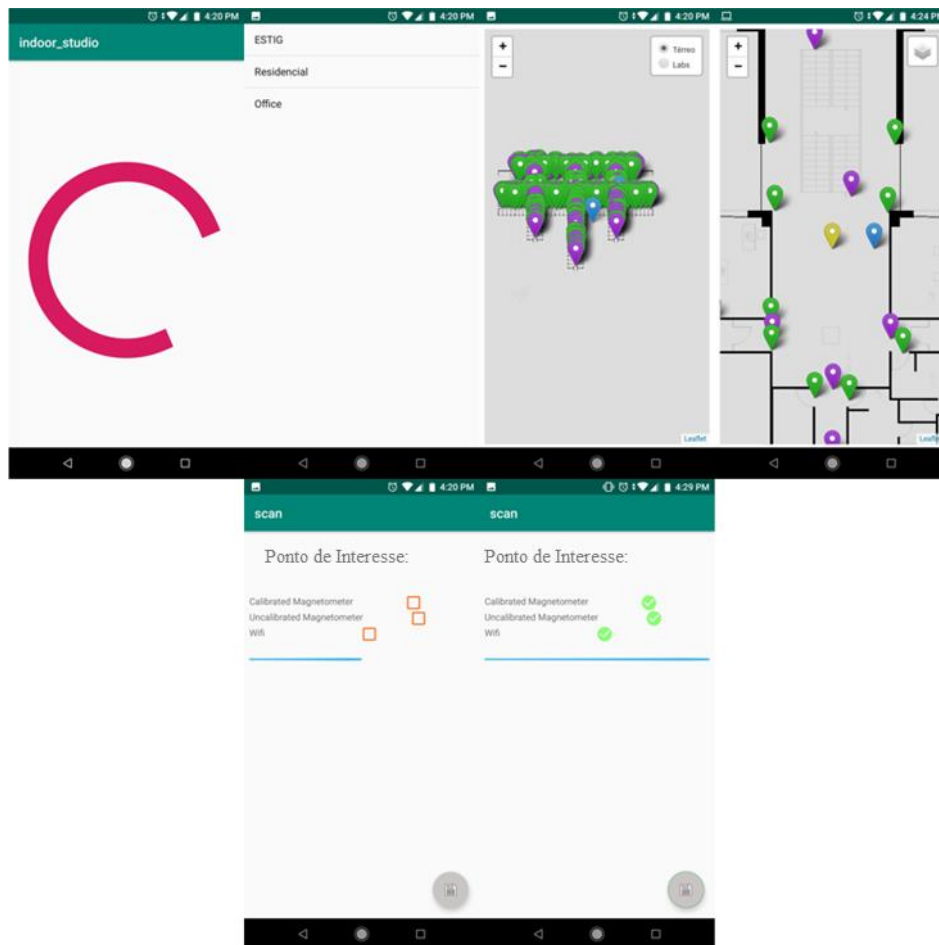 4:20 PM
indoor_studio
4:20 PM
ESTIG
Residencial
Office
4:20 PM
+
−
Térreo
Labs
Leaflet
4:24 PM
+
−
Leafle
4:20 PM
scan
Ponto de Interesse:
Calibrated Magnetometer
Uncalibrated Magnetometer
Wifi
4:29 PM
scan
Ponto de Interesse:
Calibrated Magnetometer
Uncalibrated Magnetometer
Wifi